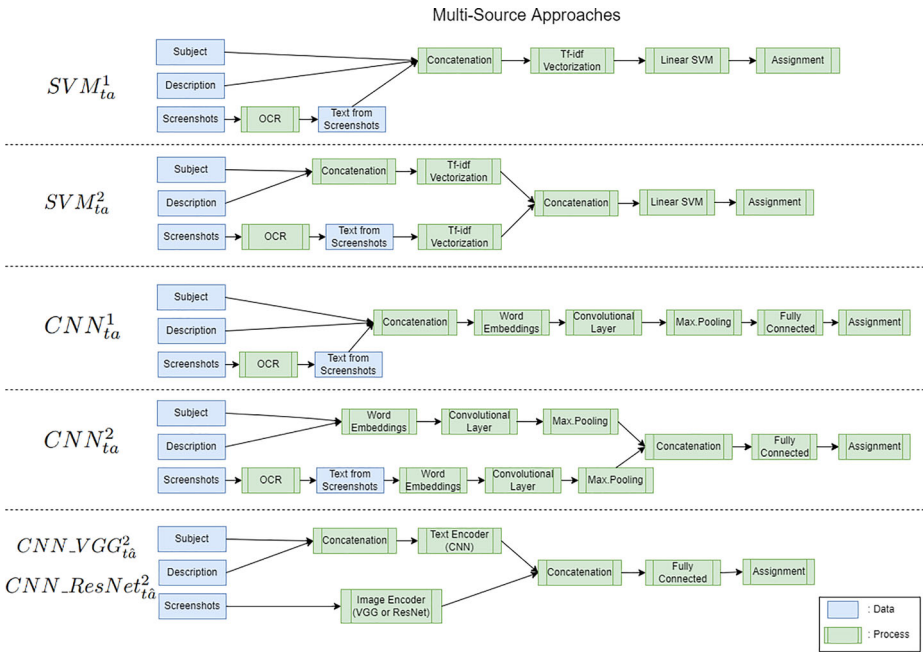 Multi-Source Approaches
SVM¹ₜₐ
Subject
Description
Screenshots
OCR
Text from
Screenshots
Concatenation
Tf-idf
Vectorization
Linear SVM
Assignment
SVM²ₜₐ
Subject
Description
Screenshots
Concatenation
Tf-idf
Vectorization
OCR
Text from
Screenshots
Tf-idf
Vectorization
Concatenation
Linear SVM
Assignment
CNN¹ₜₐ
Subject
Description
Screenshots
OCR
Text from
Screenshots
Concatenation
Word
Embeddings
Convolutional
Layer
Max.Pooling
Fully
Connected
Assignment
CNN²ₜₐ
Subject
Description
Screenshots
Word
Embeddings
Convolutional
Layer
Max.Pooling
OCR
Text from
Screenshots
Word
Embeddings
Convolutional
Layer
Max.Pooling
Concatenation
Fully
Connected
Assignment
CNN_VGG²ₜₐ̂
CNN_ResNet²ₜₐ̂
Subject
Description
Screenshots
Concatenation
Text Encoder
(CNN)
Image Encoder
(VGG or ResNet)
Concatenation
Fully
Connected
Assignment
: Data
: Process